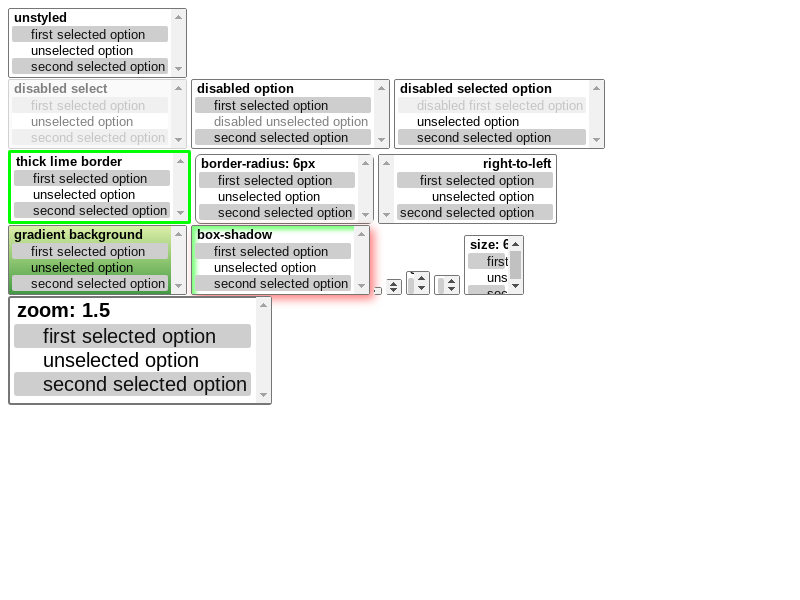 unstyled
first selected option
unselected option
second selected option
disabled select
first selected option
unselected option
second selected option
disabled option
first selected option
disabled unselected option
second selected option
disabled selected option
disabled first selected option
unselected option
second selected option
thick lime border
first selected option
unselected option
second selected option
border-radius: 6px
first selected option
unselected option
second selected option
right-to-left
first selected option
unselected option
second selected option
gradient background
first selected option
unselected option
second selected option
box-shadow
first selected option
unselected option
second selected option
size: 6
first
uns
sec
zoom: 1.5
first selected option
unselected option
second selected option